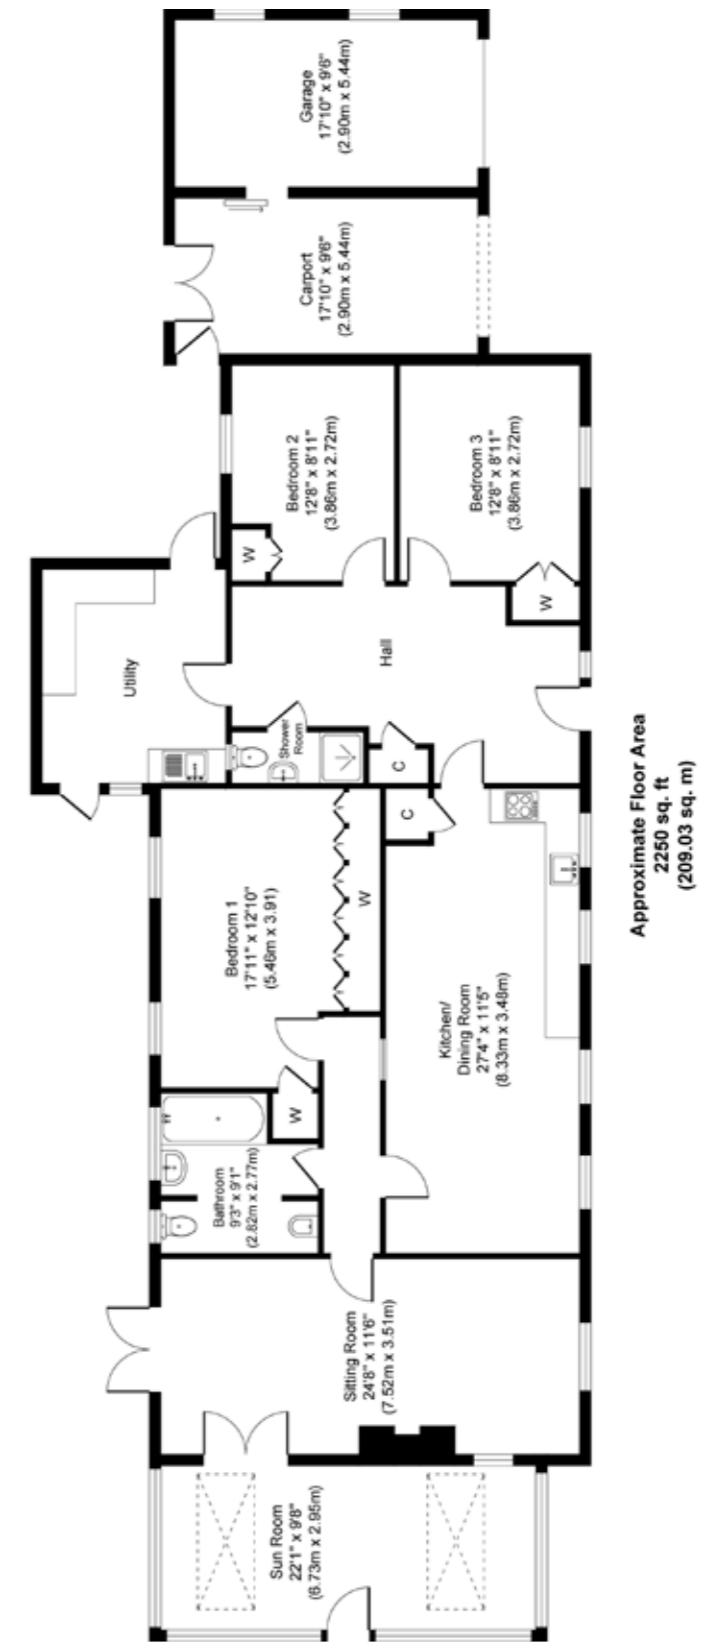 Garage
17'10" x 9'6"
(2.90m x 5.44m)
Carport
17'10" x 9'6"
(2.90m x 5.44m)
Bedroom 2
12'8" x 8'11"
(3.86m x 2.72m)
Bedroom 3
12'8" x 8'11"
(3.86m x 2.72m)
W
W
Hall
Utility
Shower
Room
C
C
Bedroom 1
17'11" x 12'10"
(5.46m x 3.91)
W
Kitchen/
Dining Room
27'4" x 11'5"
(8.33m x 3.48m)
W
Bathroom
9'3" x 9'1"
(2.82m x 2.77m)
Sitting Room
24'8" x 11'6"
(7.52m x 3.51m)
Sun Room
22'1" x 9'8"
(6.73m x 2.95m)
Approximate Floor Area
2250 sq. ft
(209.03 sq. m)